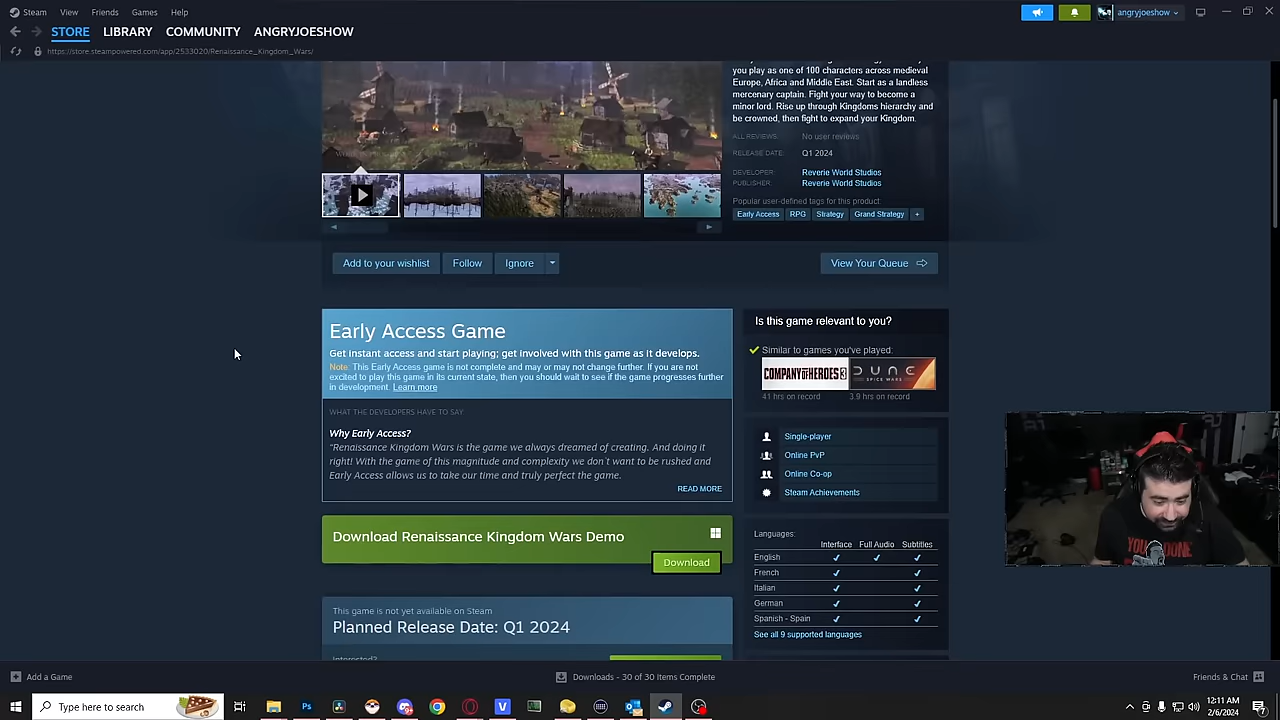 Steam View Friends Games Help
angryjoeshow
STORE LIBRARY COMMUNITY ANGRYJOESHOW
https://store.steampowered.com/app/2533020/Renaissance_Kingdom_Wars/
you play as one of 100 characters across medieval
Europe, Africa and Middle East. Start as a landless
mercenary captain. Fight your way to become a
minor lord. Rise up through Kingdoms hierarchy and
be crowned, then fight to expand your Kingdom.
ALL REVIEWS: No user reviews
RELEASE DATE: Q1 2024
DEVELOPER: Reverie World Studios
PUBLISHER: Reverie World Studios
Popular user-defined tags for this product:
Early Access RPG Strategy Grand Strategy +
Add to your wishlist Follow Ignore View Your Queue
Early Access Game
Get instant access and start playing; get involved with this game as it develops.
Note: This Early Access game is not complete and may or may not change further. If you are
not excited to play this game in its current state, then you should wait to see if the game progresses further
in development. Learn more
WHAT THE DEVELOPERS HAVE TO SAY
Why Early Access?
"Renaissance Kingdom Wars is the game we always dreamed of creating. And doing it
right! With the game of this magnitude and complexity we don't want to be rushed and
Early Access allows us to take our time and truly perfect the game.
READ MORE
Download Renaissance Kingdom Wars Demo
Download
This game is not yet available on Steam
Planned Release Date: Q1 2024
Interested?
Is this game relevant to you?
Similar to games you've played:
COMPANY OF HEROES 3 DUNE SPICE WARS
41 hrs on record 3.9 hrs on record
Single-player
Online PvP
Online Co-op
Steam Achievements
Languages:
Interface Full Audio Subtitles
English
French
Italian
German
Spanish - Spain
See all 9 supported languages
Add a Game Downloads - 30 of 30 Items Complete Friends & Chat
Type here to search
12:11 AM
2/6/2024